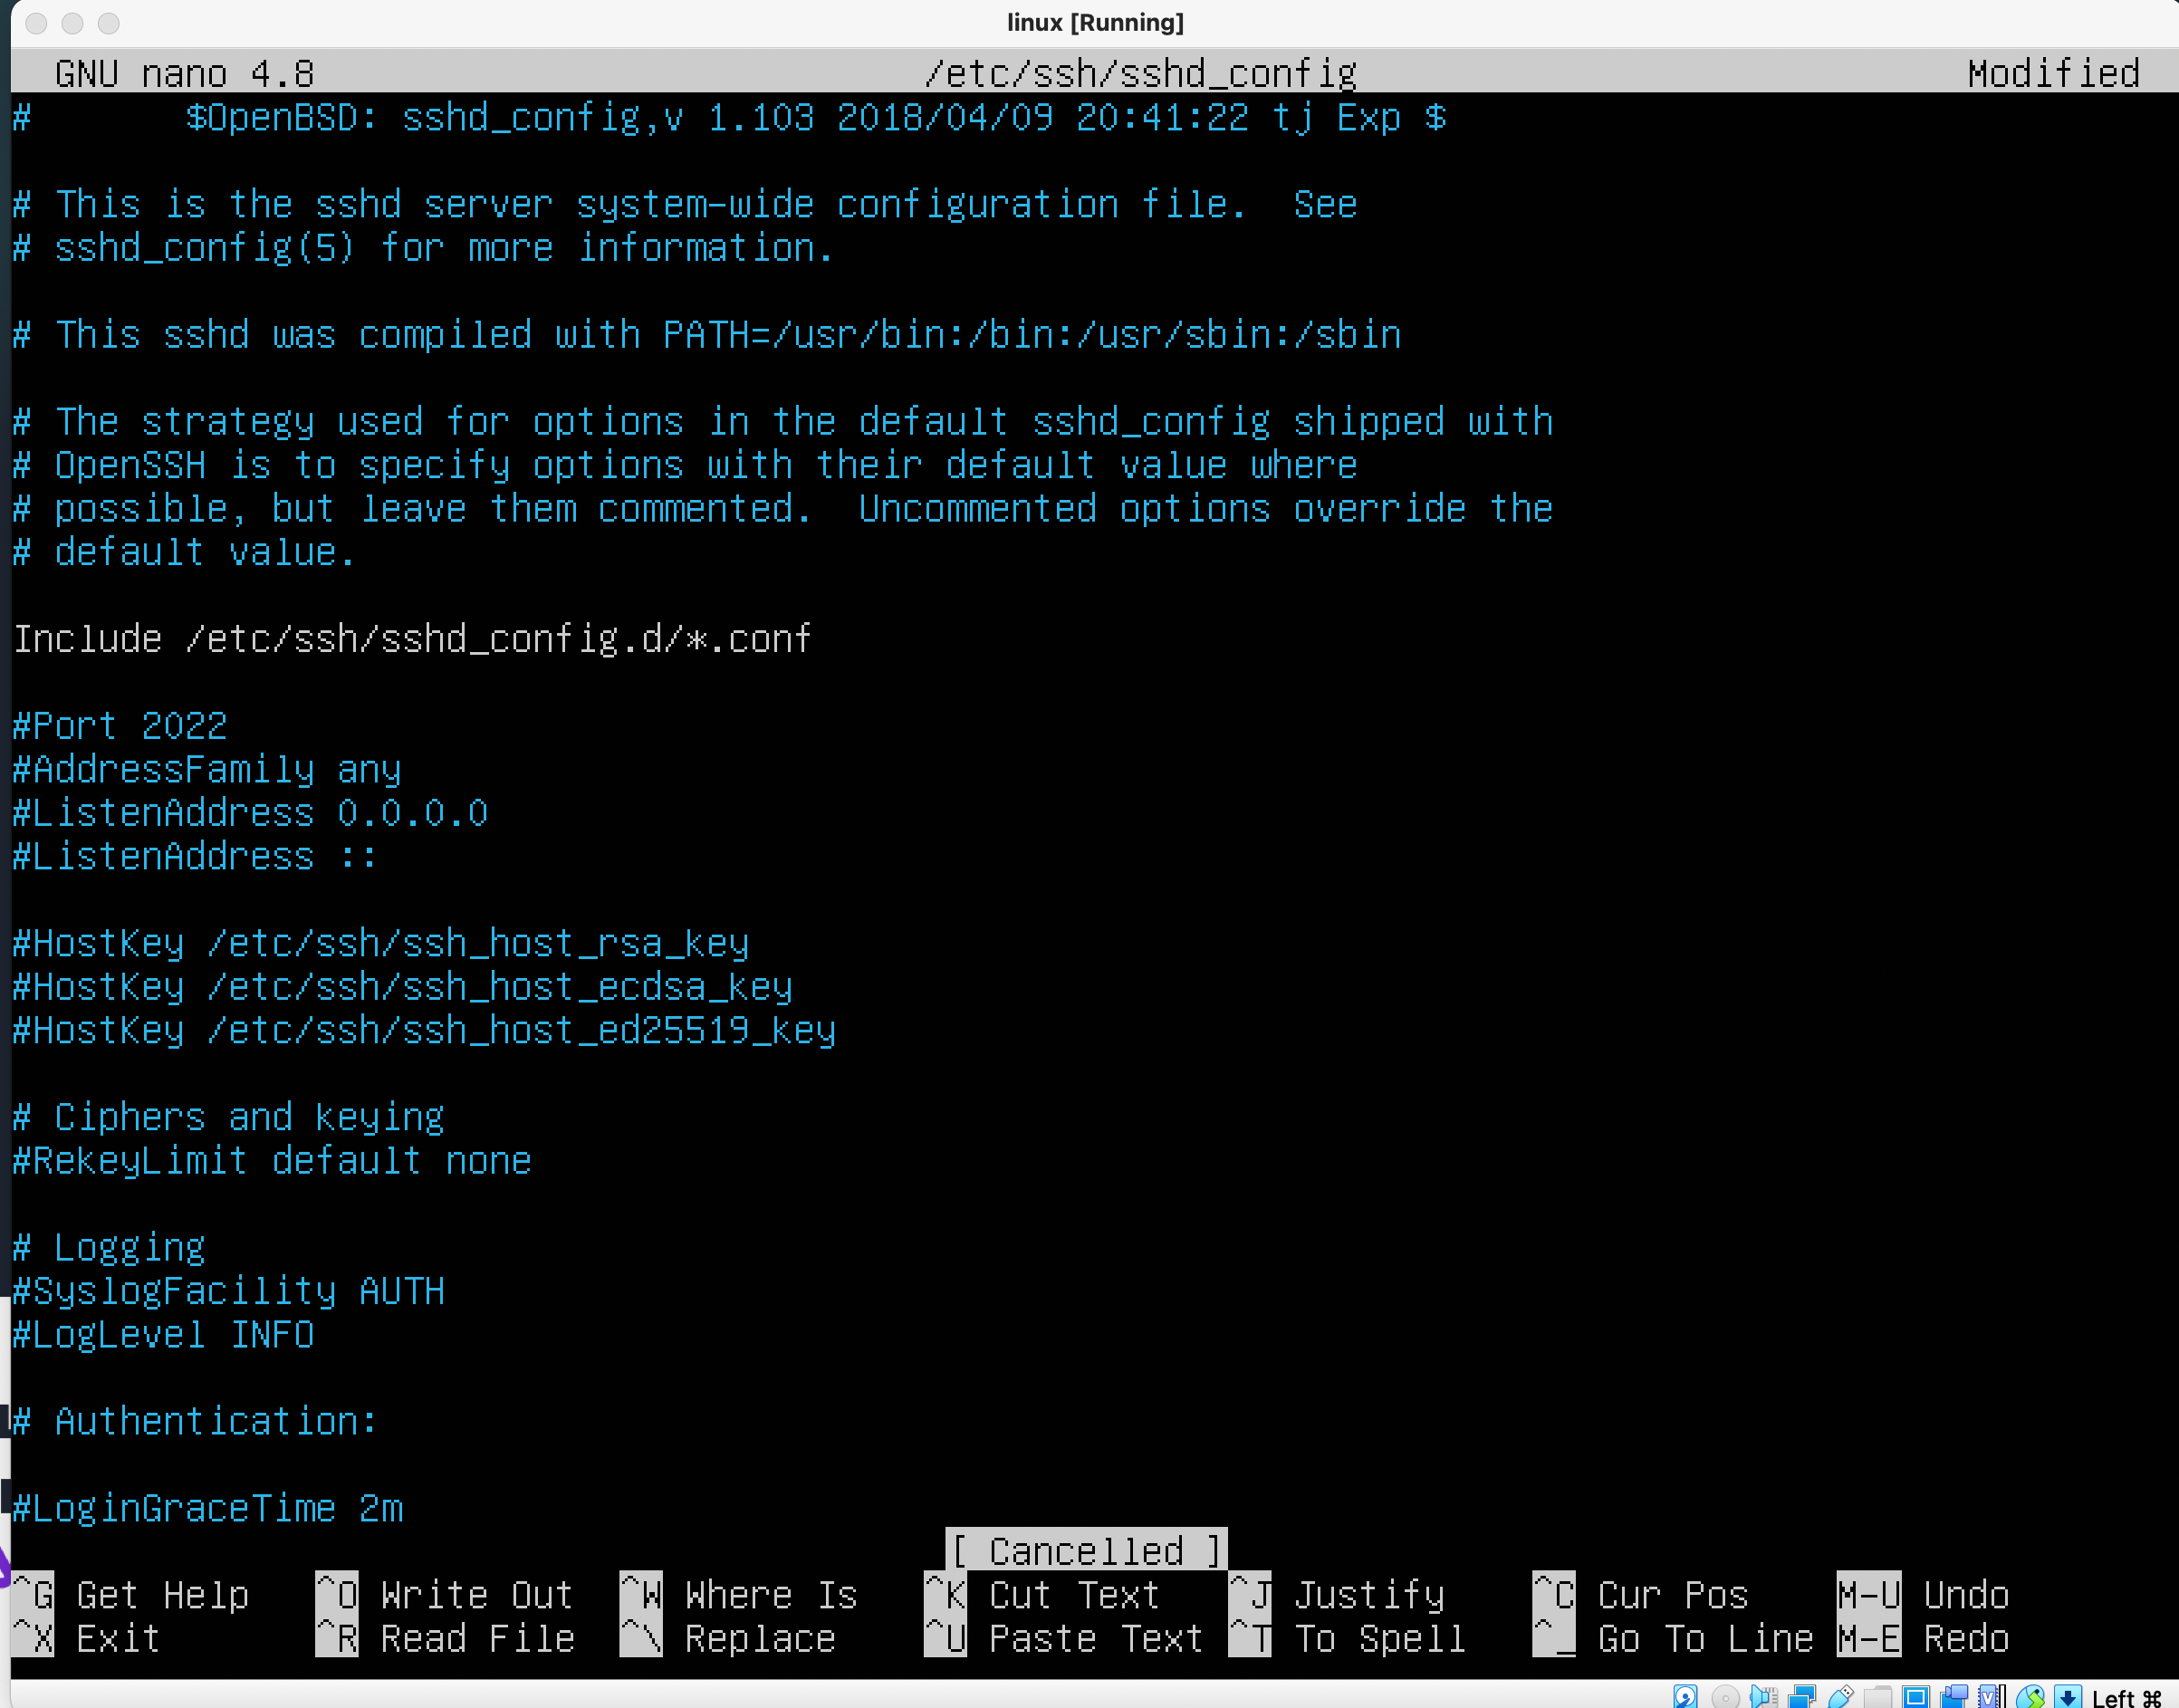 linux [Running]
GNU nano 4.8 /etc/ssh/sshd_config Modified
# $OpenBSD: sshd_config,v 1.103 2018/04/09 20:41:22 tj Exp $
# This is the sshd server system-wide configuration file.  See
# sshd_config(5) for more information.
# This sshd was compiled with PATH=/usr/bin:/bin:/usr/sbin:/sbin
# The strategy used for options in the default sshd_config shipped with
# OpenSSH is to specify options with their default value where
# possible, but leave them commented.  Uncommented options override the
# default value.
Include /etc/ssh/sshd_config.d/*.conf
#Port 2022
#AddressFamily any
#ListenAddress 0.0.0.0
#ListenAddress ::
#HostKey /etc/ssh/ssh_host_rsa_key
#HostKey /etc/ssh/ssh_host_ecdsa_key
#HostKey /etc/ssh/ssh_host_ed25519_key
# Ciphers and keying
#RekeyLimit default none
# Logging
#SyslogFacility AUTH
#LogLevel INFO
# Authentication:
#LoginGraceTime 2m
[ Cancelled ]
^G Get Help ^O Write Out ^W Where Is ^K Cut Text ^J Justify ^C Cur Pos M-U Undo
^X Exit ^R Read File ^\ Replace ^U Paste Text ^T To Spell ^_ Go To Line M-E Redo
Left ⌘